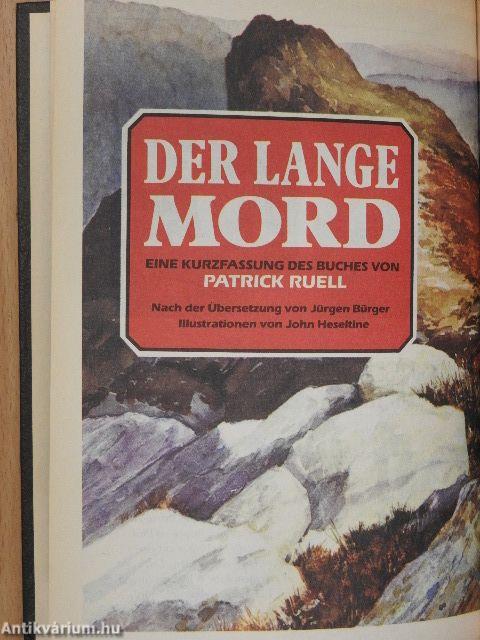 DER LANGE
MORD
EINE KURZFASSUNG DES BUCHES VON
PATRICK RUELL
Nach der Übersetzung von Jürgen Bürger
Illustrationen von John Heseltine
Antikvárium.hu